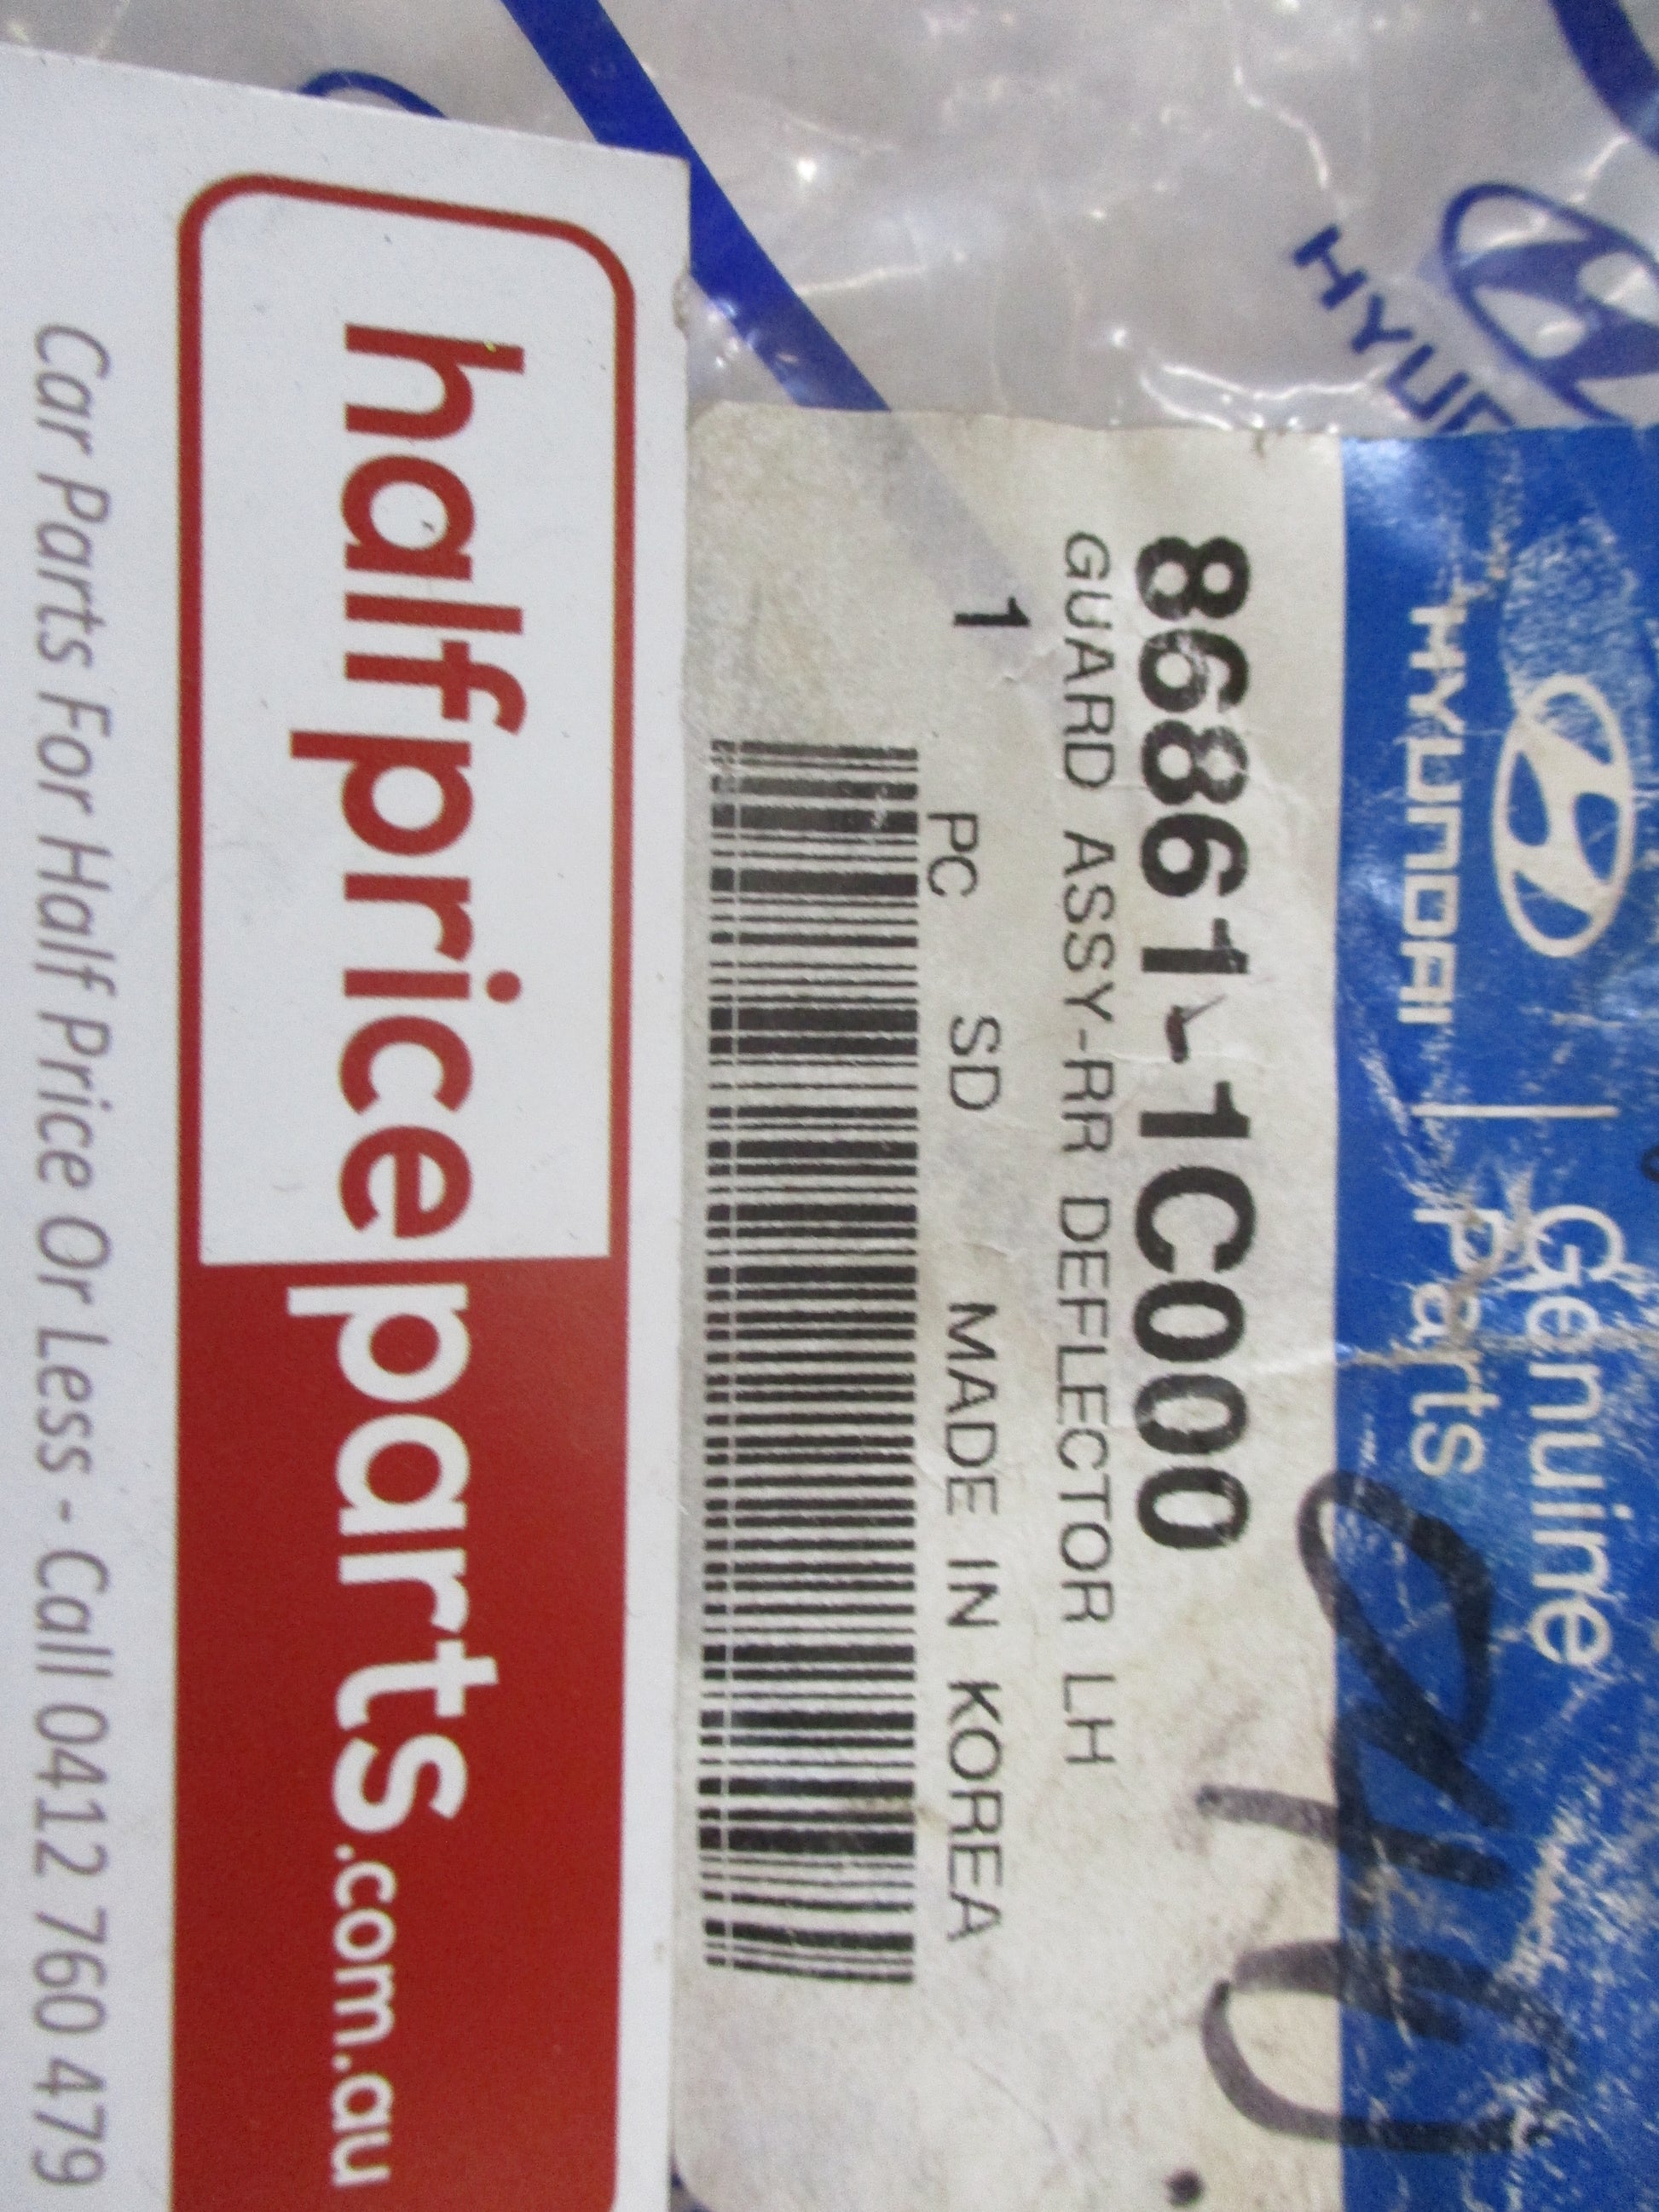 HYUNDAI
Genuine
Parts
86861-1C000
GUARD ASSY-RR DEFLECTOR LH
1 PC SD MADE IN KOREA
halfpriceparts.com.au
Car Parts For Half Price Or Less - Call 0412 760 479